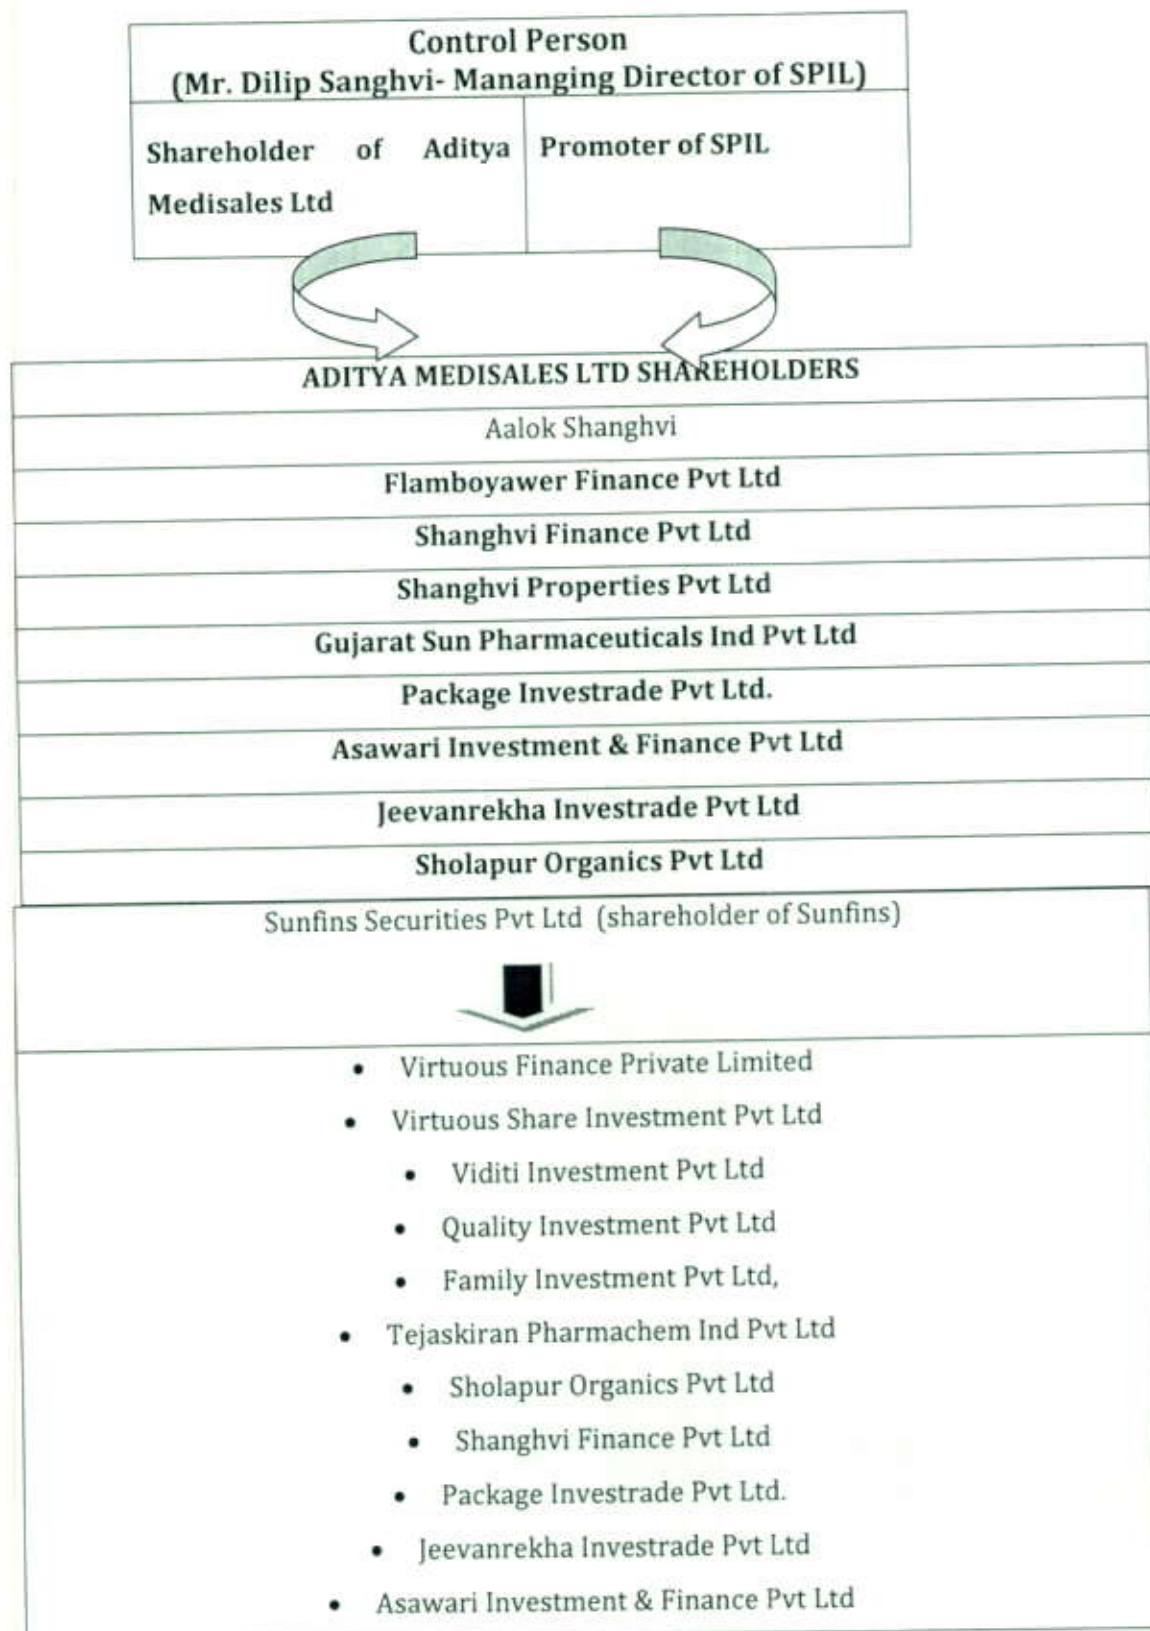 Control Person
(Mr. Dilip Sanghvi- Mananging Director of SPIL)
Shareholder of Aditya
Medisales Ltd
Promoter of SPIL
ADITYA MEDISALES LTD SHAREHOLDERS
Aalok Shanghvi
Flamboyawer Finance Pvt Ltd
Shanghvi Finance Pvt Ltd
Shanghvi Properties Pvt Ltd
Gujarat Sun Pharmaceuticals Ind Pvt Ltd
Package Investrade Pvt Ltd.
Asawari Investment & Finance Pvt Ltd
Jeevanrekha Investrade Pvt Ltd
Sholapur Organics Pvt Ltd
Sunfins Securities Pvt Ltd (shareholder of Sunfins)
• Virtuous Finance Private Limited
• Virtuous Share Investment Pvt Ltd
• Viditi Investment Pvt Ltd
• Quality Investment Pvt Ltd
• Family Investment Pvt Ltd,
• Tejaskiran Pharmachem Ind Pvt Ltd
• Sholapur Organics Pvt Ltd
• Shanghvi Finance Pvt Ltd
• Package Investrade Pvt Ltd.
• Jeevanrekha Investrade Pvt Ltd
• Asawari Investment & Finance Pvt Ltd